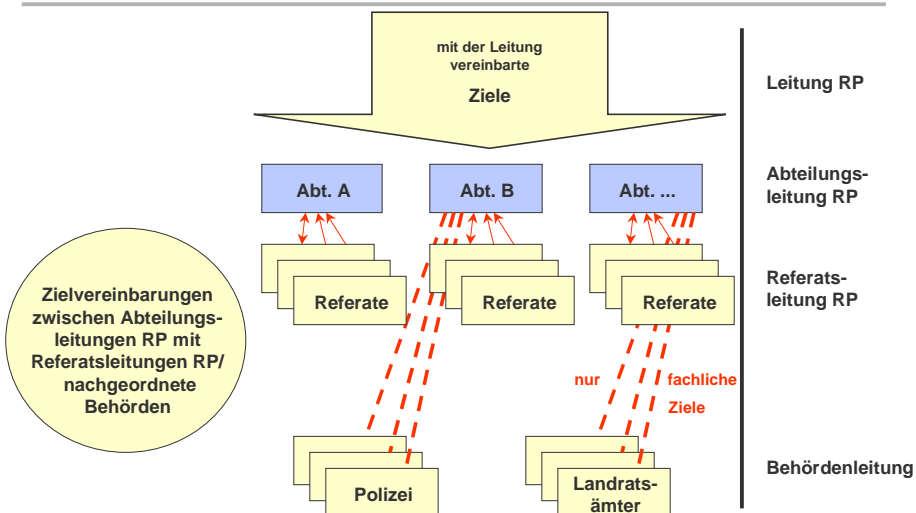 mit der Leitung
vereinbarte
Ziele
Leitung RP
Abt. A
Abt. B
Abt. ...
Abteilungs-
leitung RP
Zielvereinbarungen
zwischen Abteilungs-
leitungen RP mit
Referatsleitungen RP/
nachgeordnete
Behörden
Referate
Referate
Referate
Referats-
leitung RP
nur
fachliche
Ziele
Polizei
Landrats-
ämter
Behördenleitung